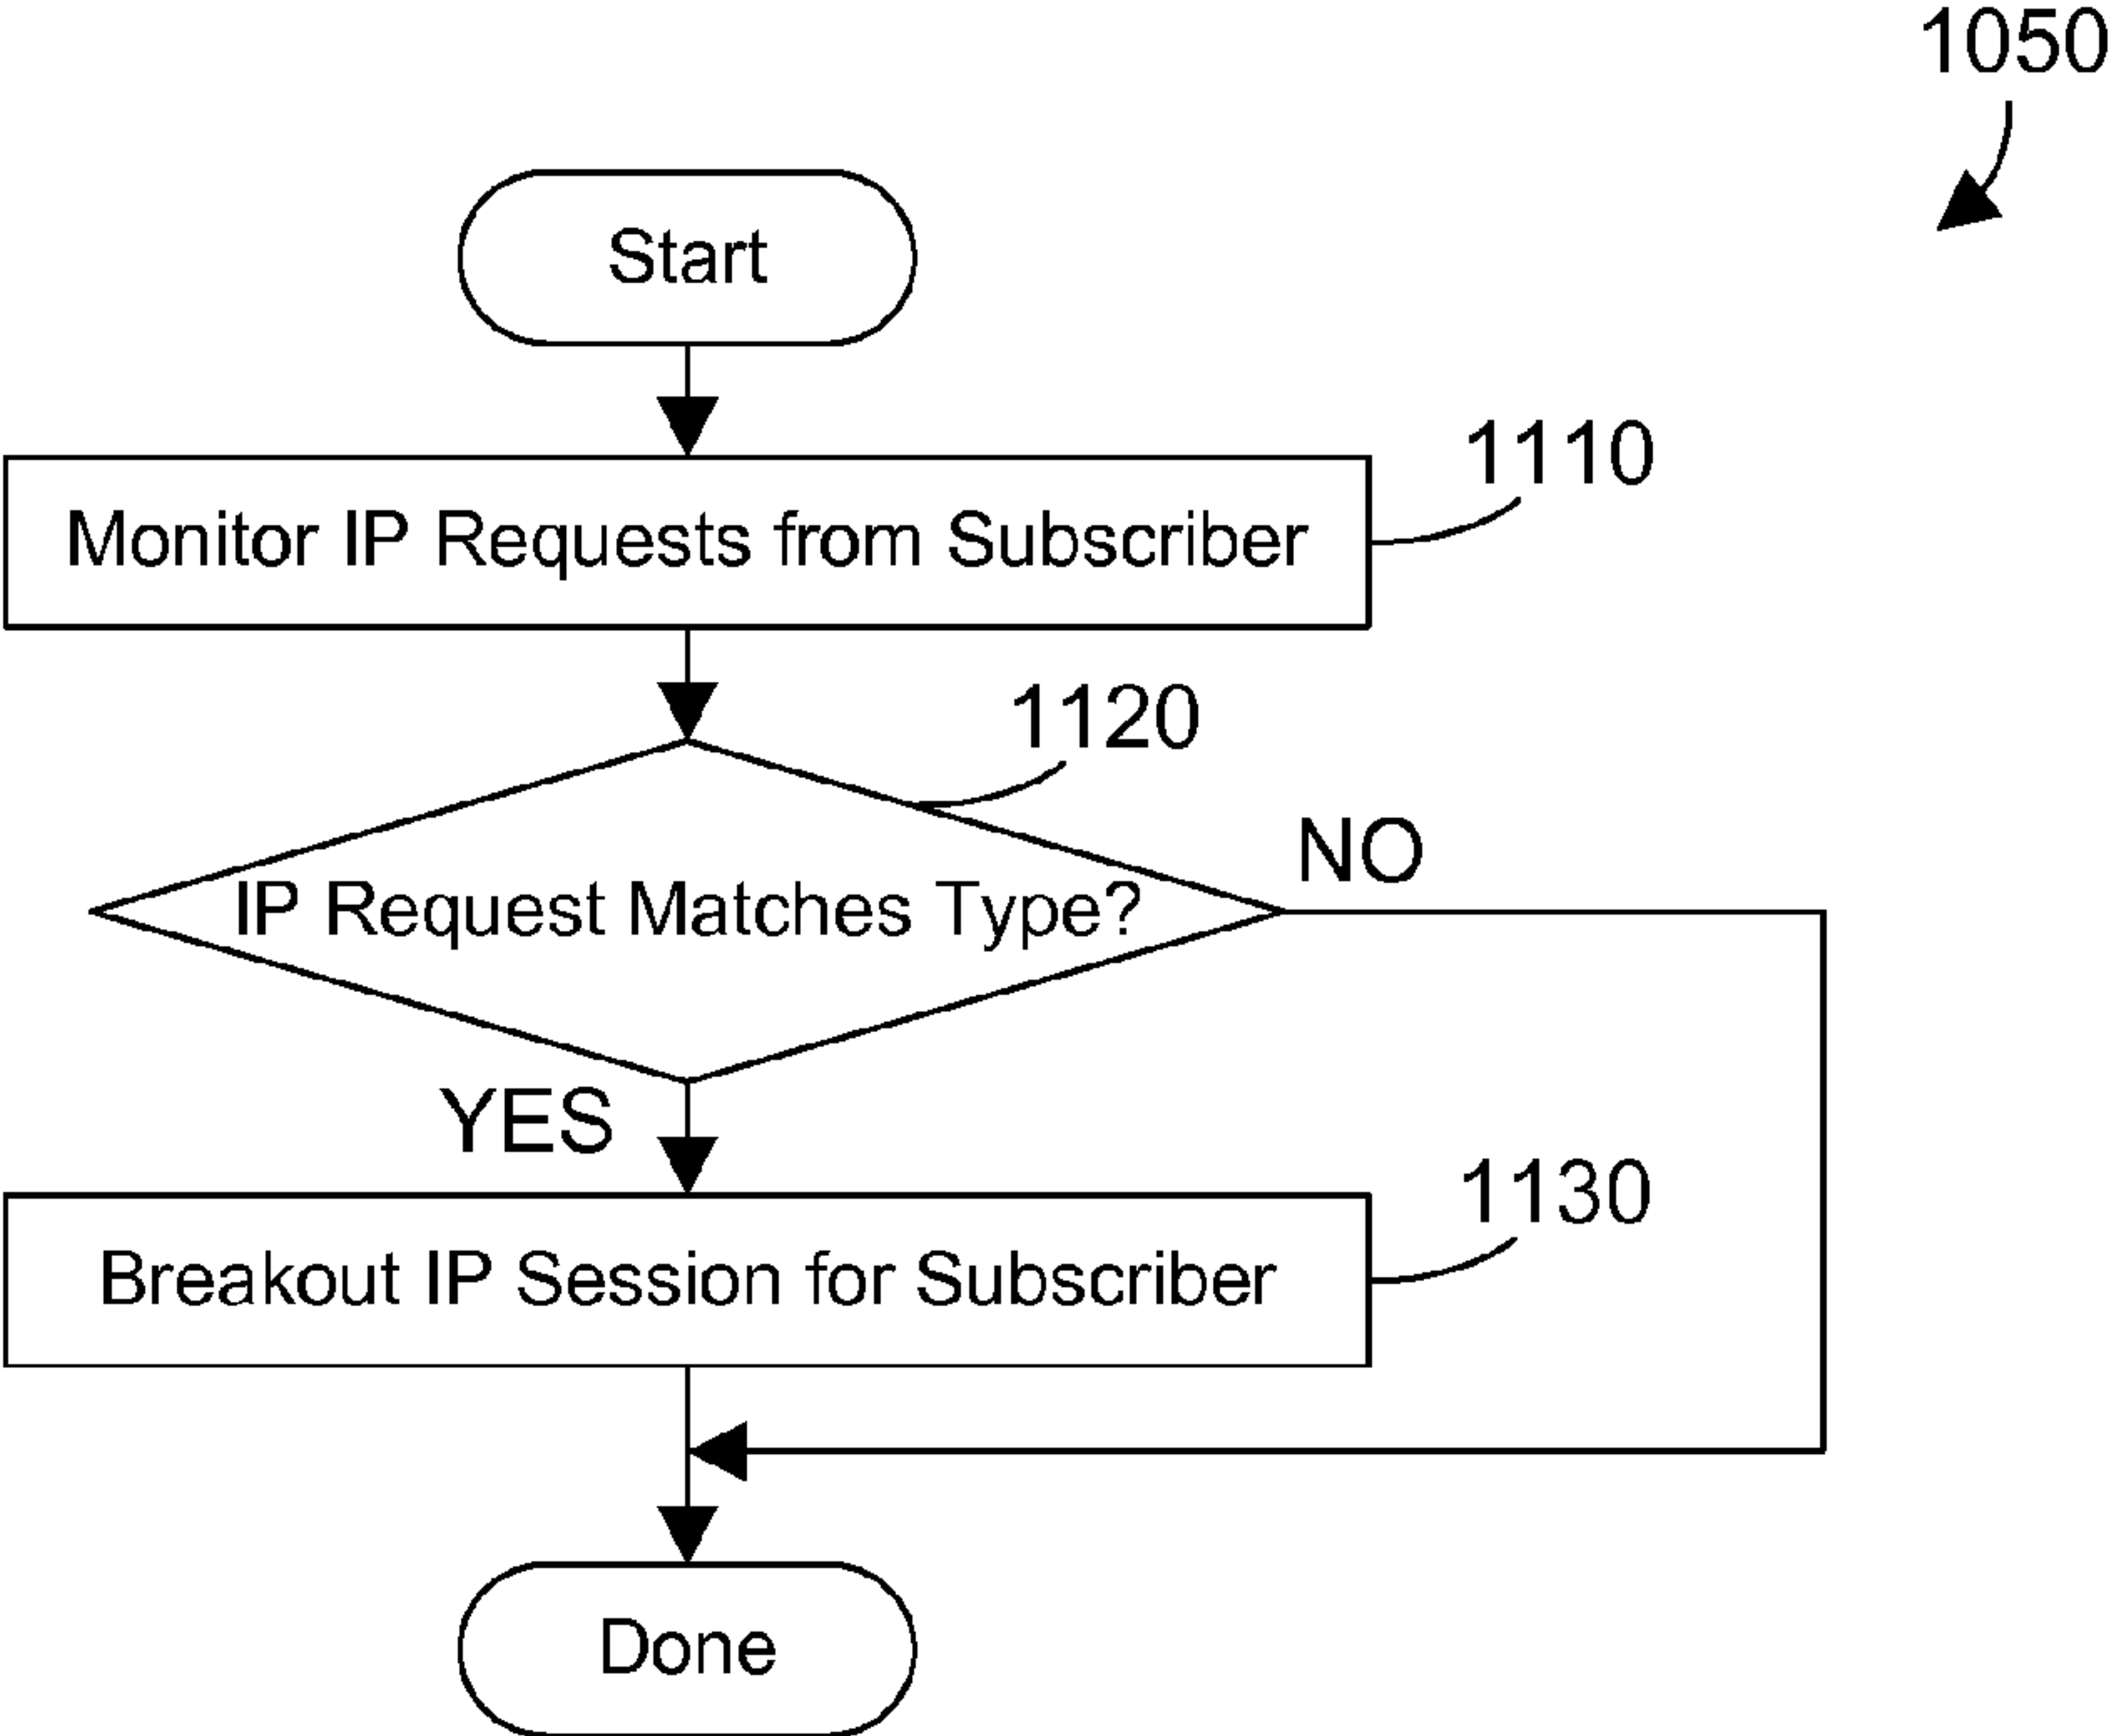 1050
Start
1110
Monitor IP Requests from Subscriber
1120
NO
IP Request Matches Type?
YES
1130
Breakout IP Session for Subscriber
Done